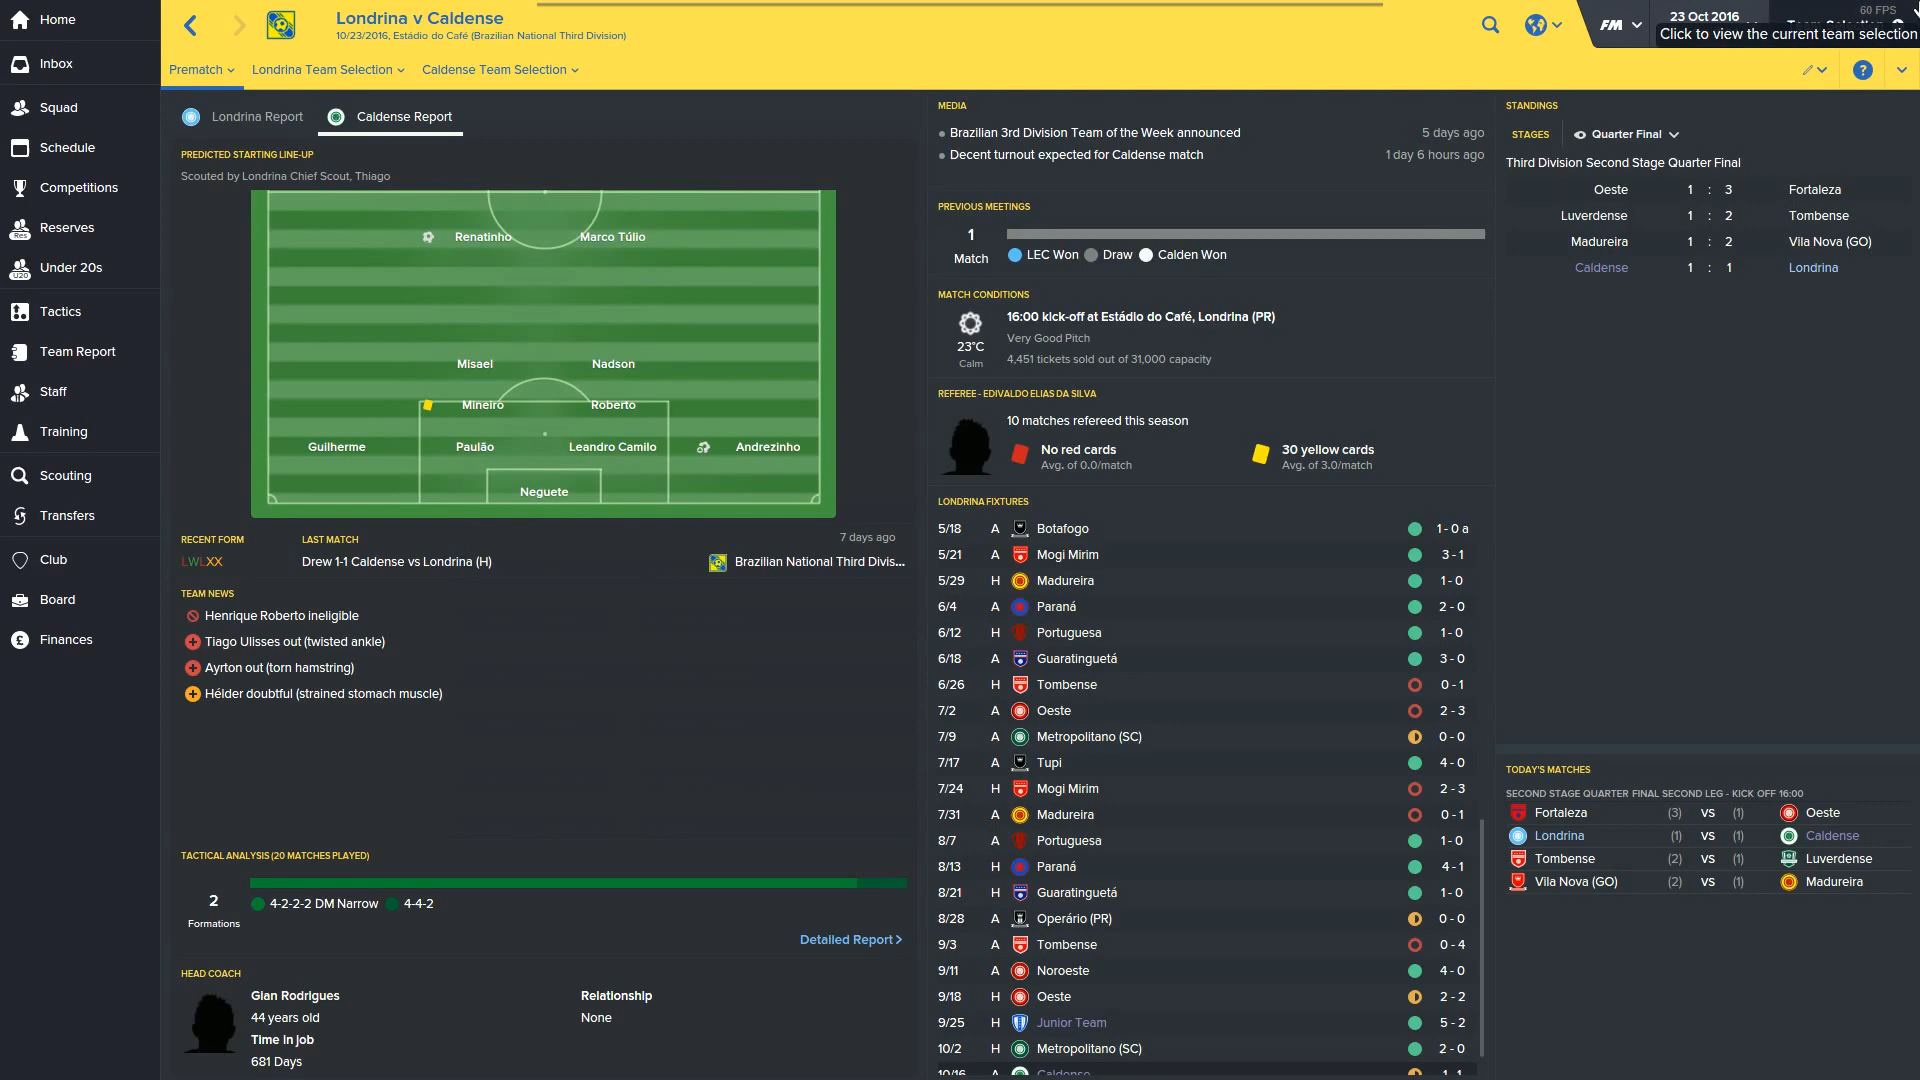 Home
Inbox
Squad
Schedule
Competitions
Reserves
Res
Under 20s
U20
Tactics
Team Report
Staff
Training
Scouting
Transfers
Club
Board
Finances
Londrina v Caldense
10/23/2016, Estádio do Café (Brazilian National Third Division)
FM
23 Oct 2016
60 FPS
Click to view the current team selection
Prematch
Londrina Team Selection
Caldense Team Selection
?
Londrina Report
Caldense Report
PREDICTED STARTING LINE-UP
Scouted by Londrina Chief Scout, Thiago
Renatinho Marco Túlio
Misael Nadson
Mineiro Roberto
Guilherme Paulão Leandro Camilo Andrezinho
Neguete
RECENT FORM LAST MATCH 7 days ago
LWLXX Drew 1-1 Caldense vs Londrina (H) Brazilian National Third Divis...
TEAM NEWS
Henrique Roberto ineligible
Tiago Ulisses out (twisted ankle)
Ayrton out (torn hamstring)
Hélder doubtful (strained stomach muscle)
TACTICAL ANALYSIS (20 MATCHES PLAYED)
2
Formations
4-2-2-2 DM Narrow 4-4-2
Detailed Report
HEAD COACH
Gian Rodrigues Relationship
44 years old None
Time in job
681 Days
MEDIA
Brazilian 3rd Division Team of the Week announced 5 days ago
Decent turnout expected for Caldense match 1 day 6 hours ago
PREVIOUS MEETINGS
1
Match
LEC Won Draw Calden Won
MATCH CONDITIONS
23°C
Calm
16:00 kick-off at Estádio do Café, Londrina (PR)
Very Good Pitch
4,451 tickets sold out of 31,000 capacity
REFEREE - EDIVALDO ELIAS DA SILVA
10 matches refereed this season
No red cards 30 yellow cards
Avg. of 0.0/match Avg. of 3.0/match
LONDRINA FIXTURES
5/18 A Botafogo 1 - 0 a
5/21 A Mogi Mirim 3 - 1
5/29 H Madureira 1 - 0
6/4 A Paraná 2 - 0
6/12 H Portuguesa 1 - 0
6/18 A Guaratinguetá 3 - 0
6/26 H Tombense 0 - 1
7/2 A Oeste 2 - 3
7/9 A Metropolitano (SC) 0 - 0
7/17 A Tupi 4 - 0
7/24 H Mogi Mirim 2 - 3
7/31 A Madureira 0 - 1
8/7 A Portuguesa 1 - 0
8/13 H Paraná 4 - 1
8/21 H Guaratinguetá 1 - 0
8/28 A Operário (PR) 0 - 0
9/3 A Tombense 0 - 4
9/11 A Noroeste 4 - 0
9/18 H Oeste 2 - 2
9/25 H Junior Team 5 - 2
10/2 H Metropolitano (SC) 2 - 0
10/16 A Caldense 1 - 1
STANDINGS
STAGES Quarter Final
Third Division Second Stage Quarter Final
Oeste 1 : 3 Fortaleza
Luverdense 1 : 2 Tombense
Madureira 1 : 2 Vila Nova (GO)
Caldense 1 : 1 Londrina
TODAY'S MATCHES
SECOND STAGE QUARTER FINAL SECOND LEG - KICK OFF 16:00
Fortaleza (3) VS (1) Oeste
Londrina (1) VS (1) Caldense
Tombense (2) VS (1) Luverdense
Vila Nova (GO) (2) VS (1) Madureira